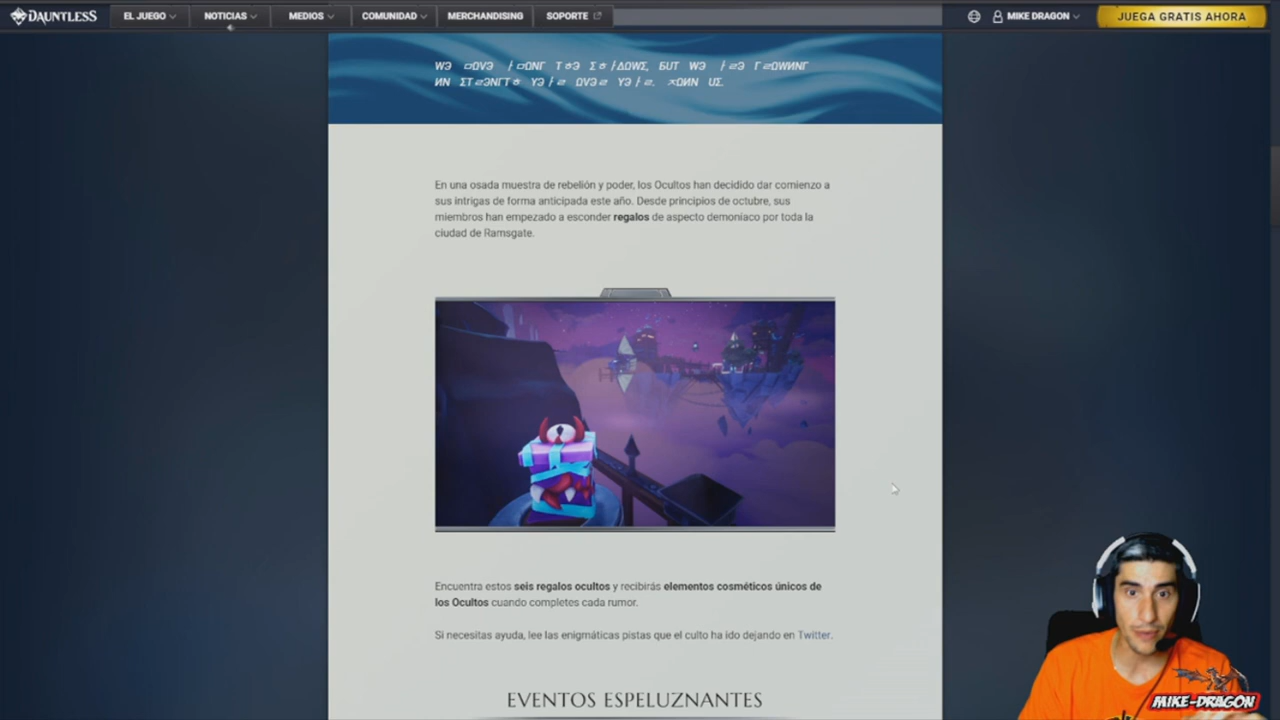 DAUNTLESS EL JUEGO NOTICIAS MEDIOS COMUNIDAD MERCHANDISING SOPORTE MIKE DRAGON JUEGA GRATIS AHORA
En una osada muestra de rebelión y poder, los Ocultos han decidido dar comienzo a
sus intrigas de forma anticipada este año. Desde principios de octubre, sus
miembros han empezado a esconder regalos de aspecto demoníaco por toda la
ciudad de Ramsgate.
Encuentra estos seis regalos ocultos y recibirás elementos cosméticos únicos de
los Ocultos cuando completes cada rumor.
Si necesitas ayuda, lee las enigmáticas pistas que el culto ha ido dejando en Twitter.
EVENTOS ESPELUZNANTES
MIKE-DRAGON